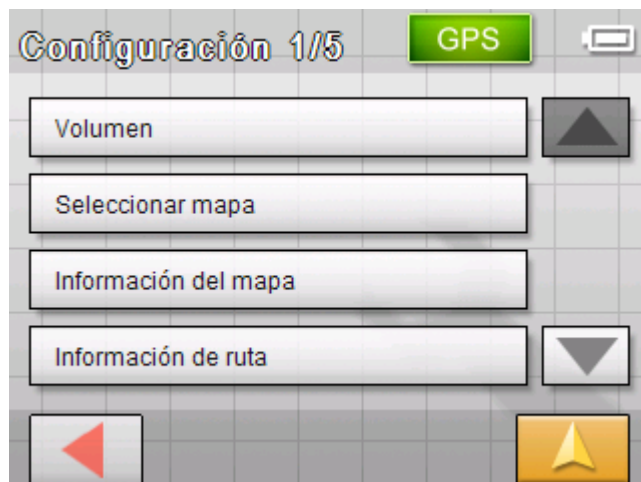 Configuración 1/5
GPS
Volumen
Seleccionar mapa
Información del mapa
Información de ruta